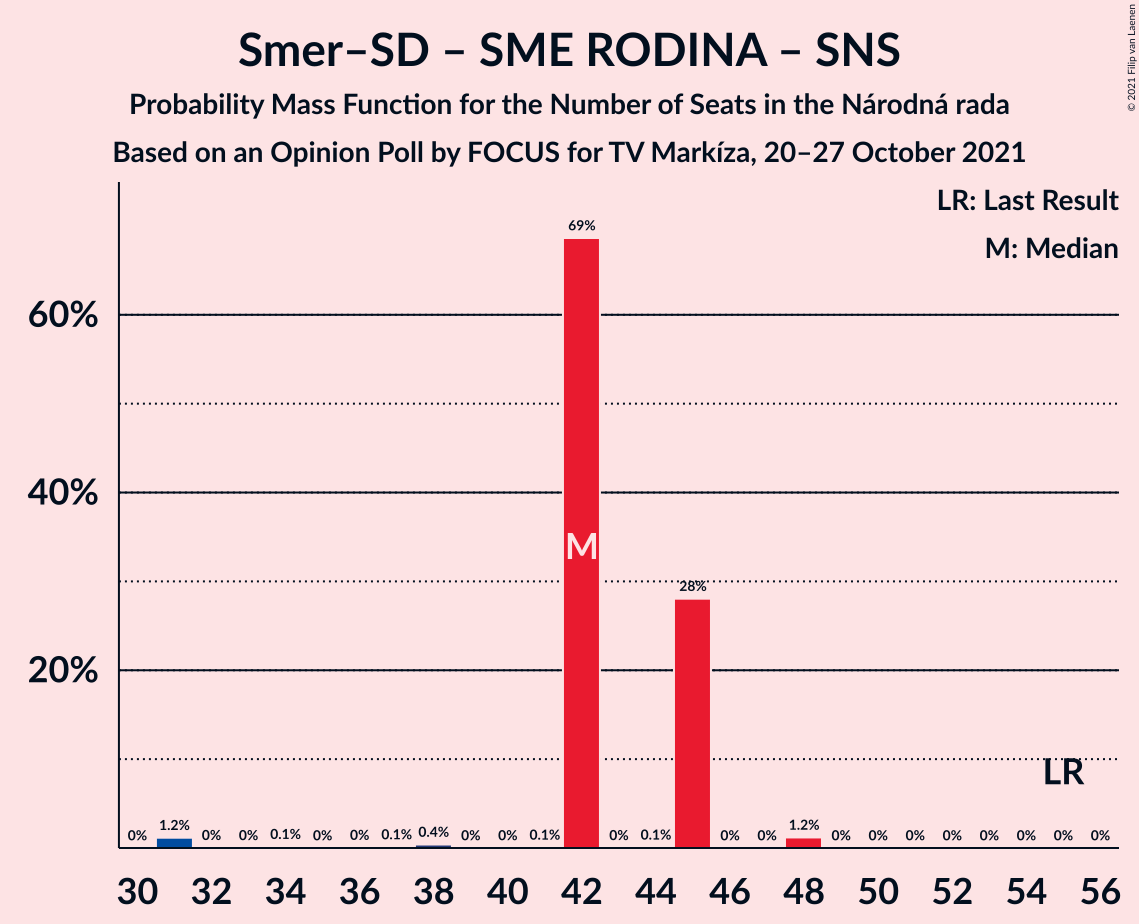 Smer–SD – SME RODINA – SNS
Probability Mass Function for the Number of Seats in the Národná rada
Based on an Opinion Poll by FOCUS for TV Markíza, 20–27 October 2021
© 2021 Filip van Laenen
LR: Last Result
M: Median
69%
60%
40%
M
28%
20%
LR
0% 1.2% 0% 0% 0.1% 0% 0% 0.1% 0.4% 0% 0% 0.1% 0% 0.1% 0% 0% 1.2% 0% 0% 0% 0% 0% 0% 0% 0%
30 32 34 36 38 40 42 44 46 48 50 52 54 56